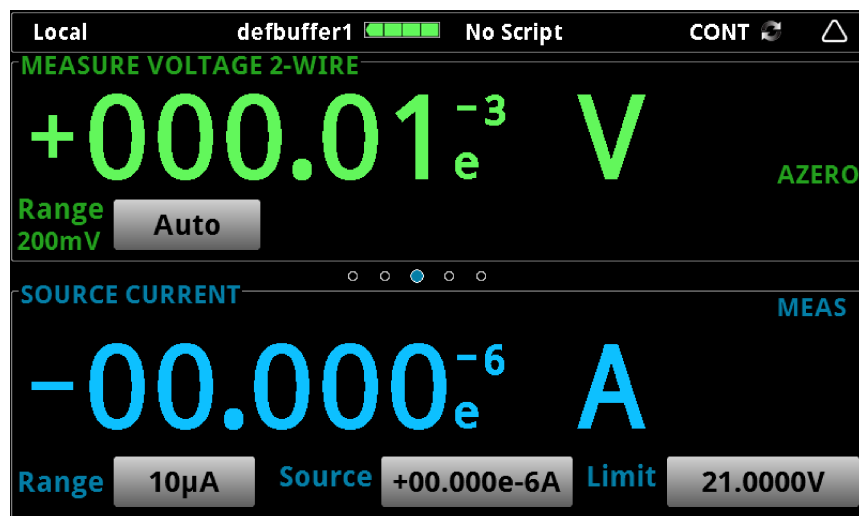 Local defbuffer1 No Script CONT
MEASURE VOLTAGE 2-WIRE
+000.01e-3 V
AZERO
Range 200mV Auto
SOURCE CURRENT
MEAS
-00.000e-6 A
Range 10µA Source +00.000e-6A Limit 21.0000V